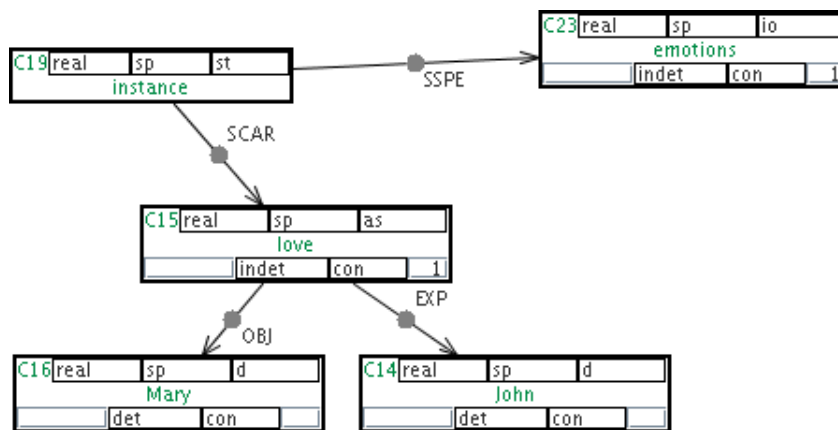 C23 real sp io
emotions
indet con 1
C19 real sp st
instance
SSPE
SCAR
C15 real sp as
love
indet con 1
EXP
OBJ
C16 real sp d
Mary
det con
C14 real sp d
John
det con